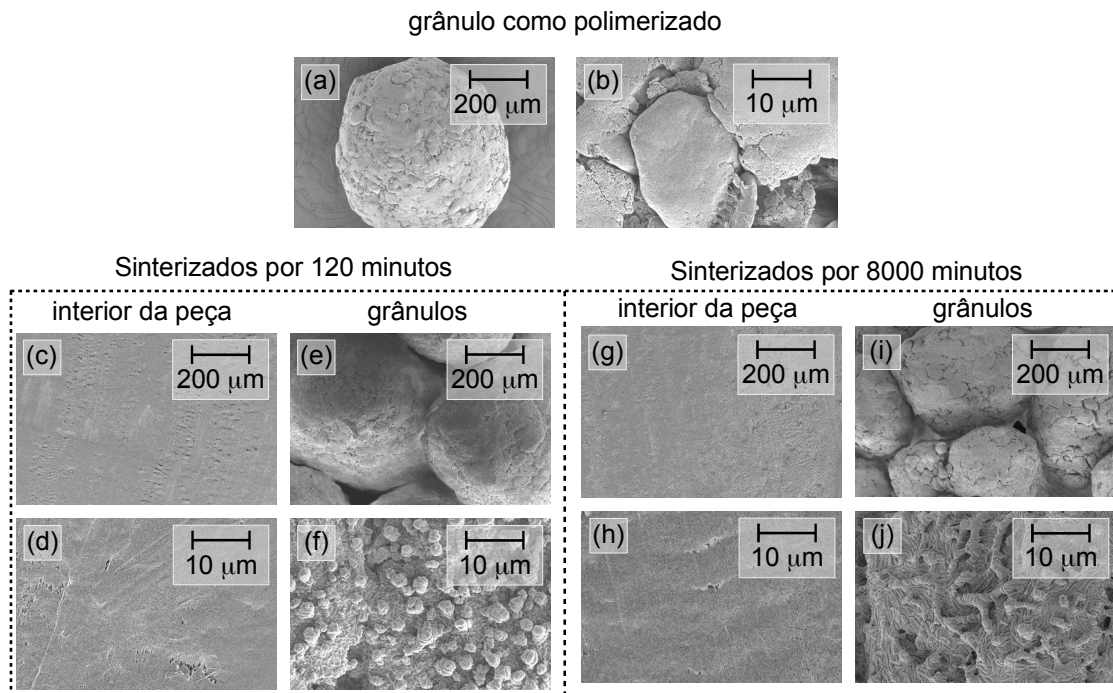 grânulo como polimerizado
(a) 200 μm (b) 10 μm
Sinterizados por 120 minutos
interior da peça grânulos
(c) 200 μm (e) 200 μm
(d) 10 μm (f) 10 μm
Sinterizados por 8000 minutos
interior da peça grânulos
(g) 200 μm (i) 200 μm
(h) 10 μm (j) 10 μm